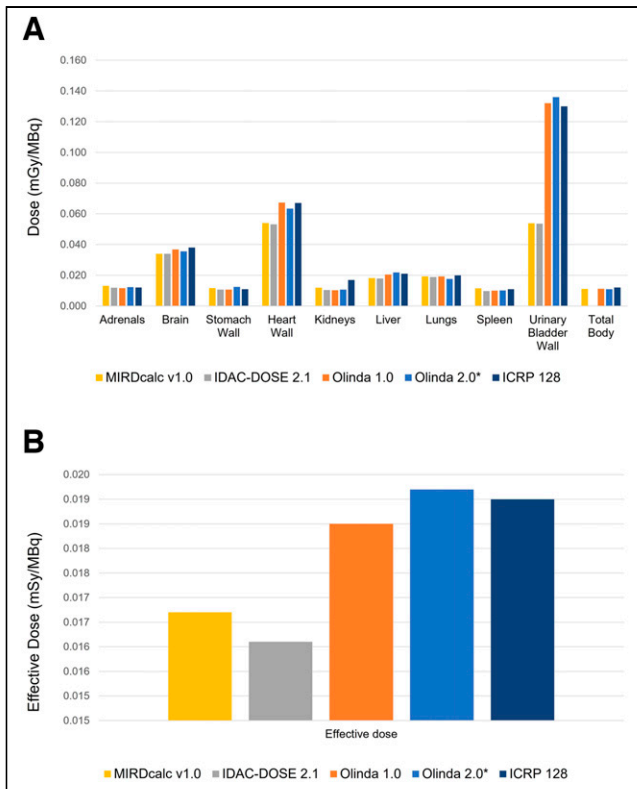 A
0.160
0.140
0.120
0.100
0.080
0.060
0.040
0.020
0.000
Dose (mGy/MBq)
Adrenals Brain Stomach Wall Heart Wall Kidneys Liver Lungs Spleen Urinary Bladder Wall Total Body
MIRDcalc v1.0 IDAC-DOSE 2.1 Olinda 1.0 Olinda 2.0* ICRP 128
B
0.020
0.019
0.019
0.018
0.018
0.017
0.017
0.016
0.016
0.015
0.015
Effective Dose (mSy/MBq)
Effective dose
MIRDcalc v1.0 IDAC-DOSE 2.1 Olinda 1.0 Olinda 2.0* ICRP 128